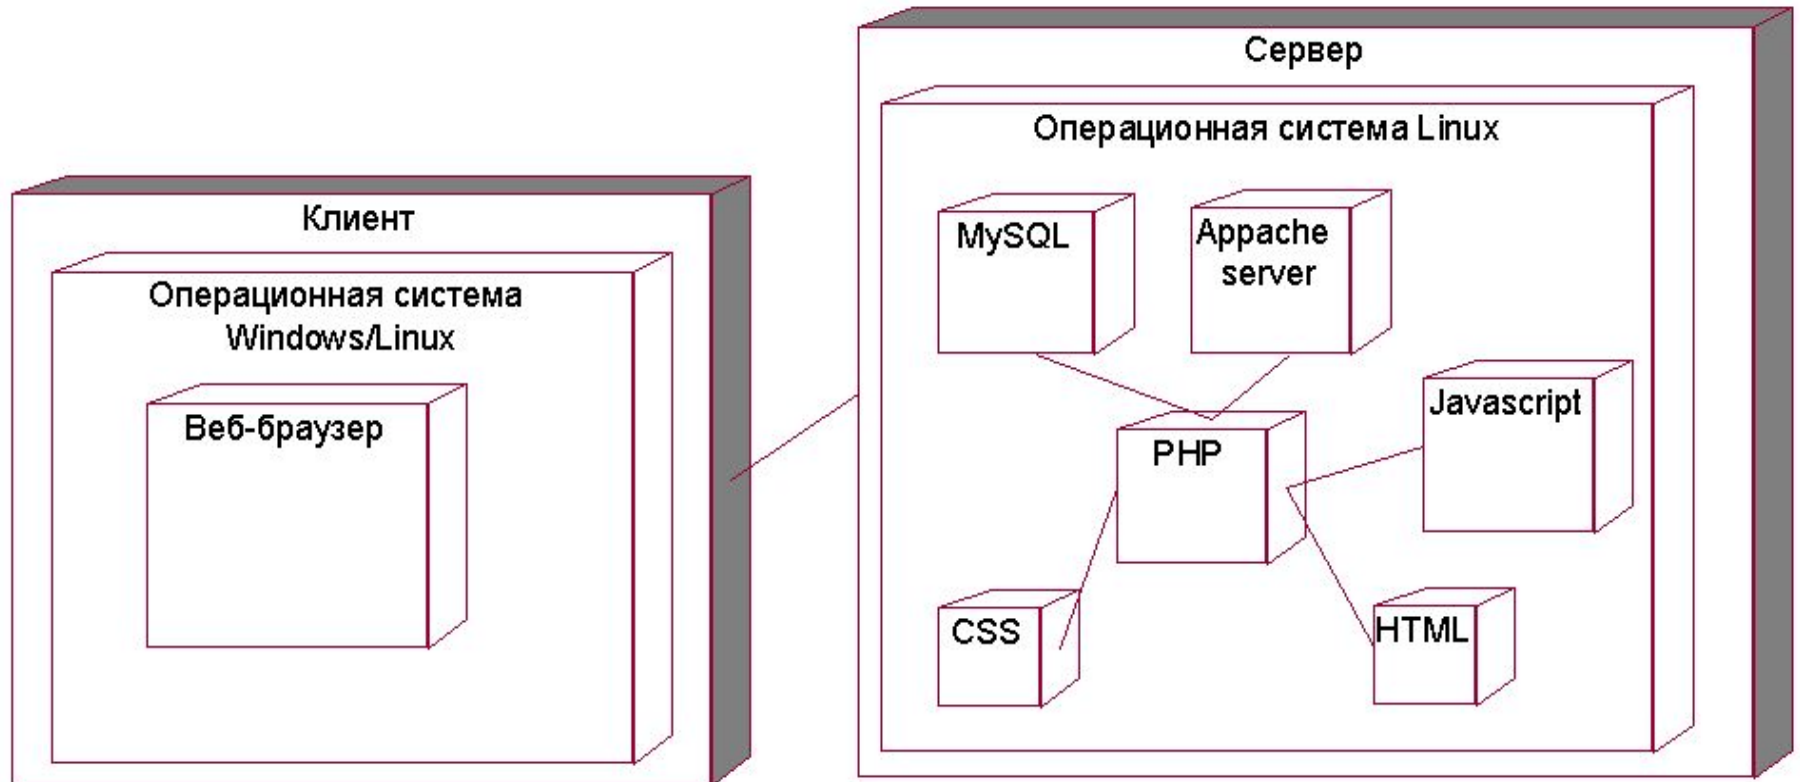 Клиент
Операционная система
Windows/Linux
Веб-браузер
Сервер
Операционная система Linux
MySQL
Appache
server
Javascript
PHP
CSS
HTML